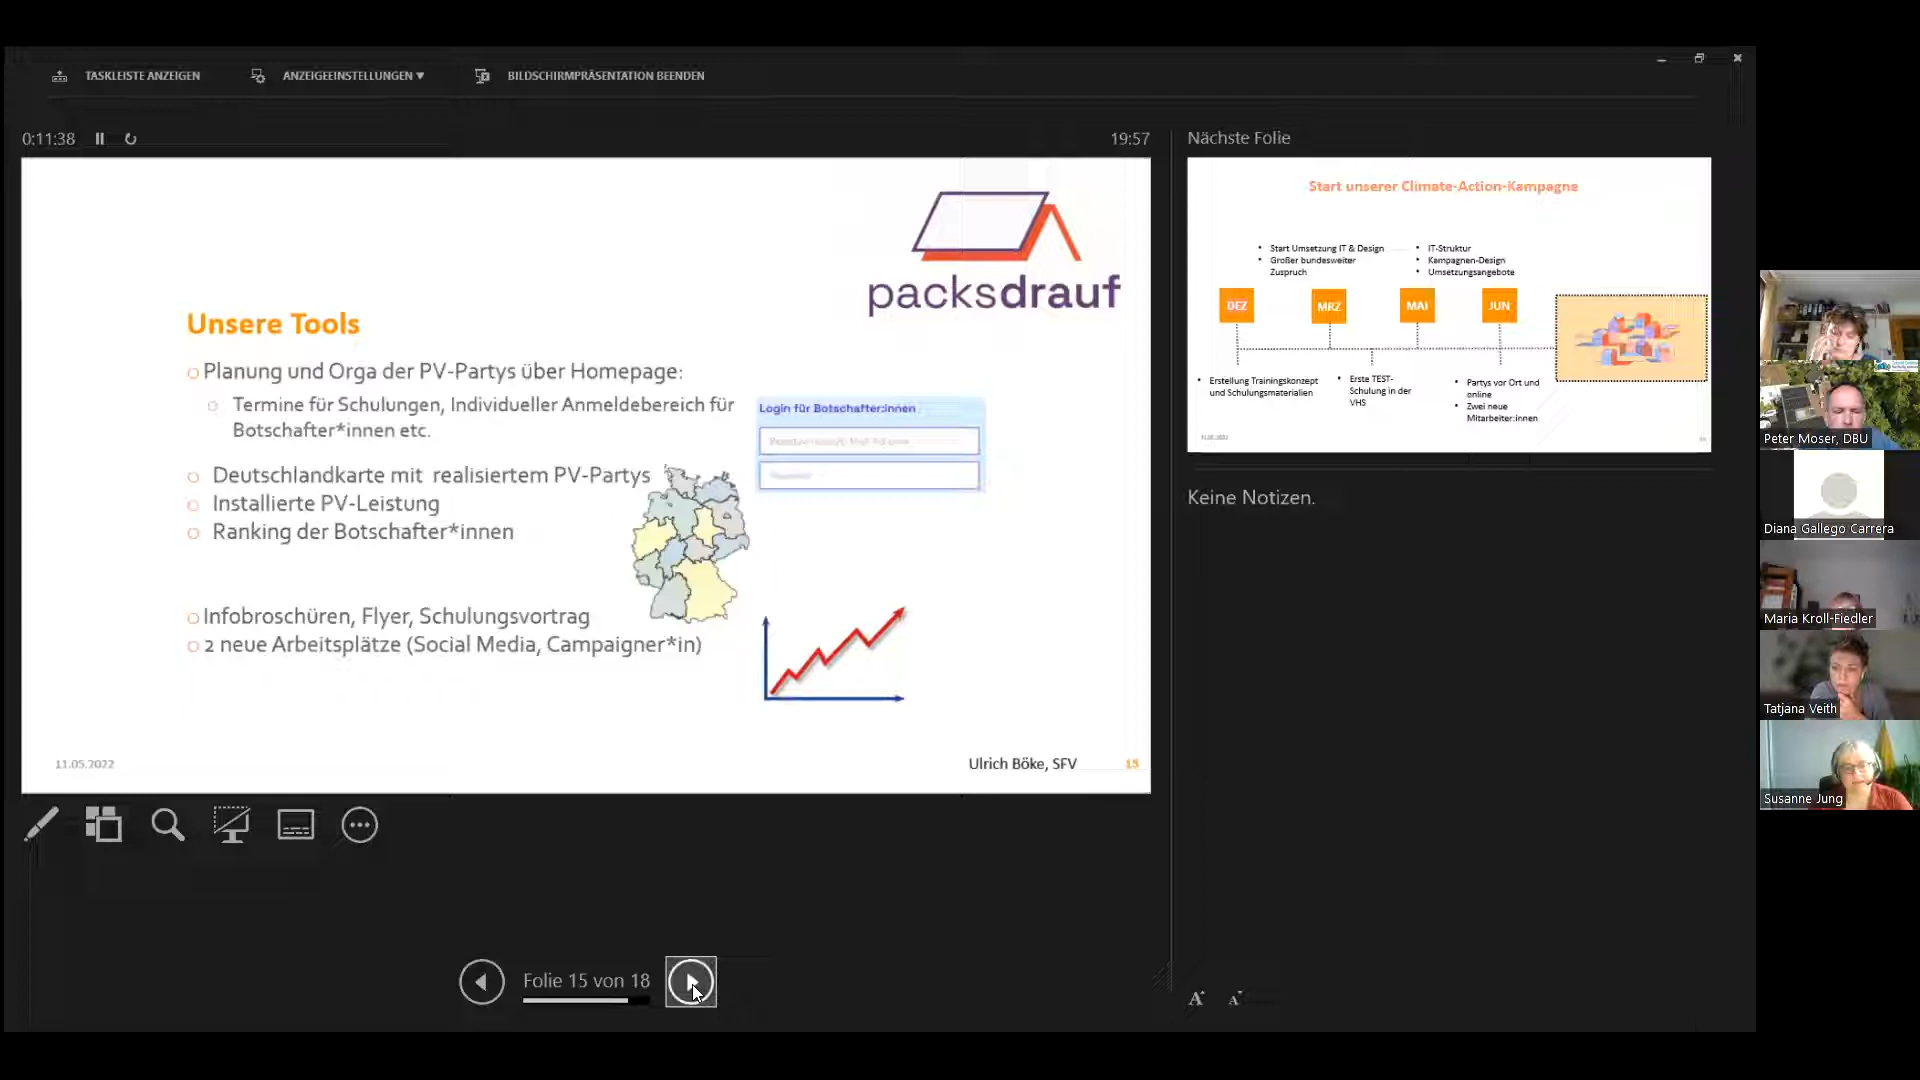 TASKLEISTE ANZEIGEN
ANZEIGEEINSTELLUNGEN ▼
BILDSCHIRMPRÄSENTATION BEENDEN
0:11:38
19:57
packsdrauf
Unsere Tools
Planung und Orga der PV-Partys über Homepage:
Termine für Schulungen, Individueller Anmeldebereich für
Botschafter*innen etc.
Login für Botschafter:innen
Deutschlandkarte mit realisiertem PV-Partys
Installierte PV-Leistung
Ranking der Botschafter*innen
Infobroschüren, Flyer, Schulungsvortrag
2 neue Arbeitsplätze (Social Media, Campaigner*in)
11.05.2022
Ulrich Böke, SFV
15
Folie 15 von 18
Nächste Folie
Start unserer Climate-Action-Kampagne
• Start Umsetzung IT & Design
• Großer bundesweiter
Zuspruch
• IT-Struktur
• Kampagnen-Design
• Umsetzungsangebote
DEZ
MRZ
MAI
JUN
• Erstellung Trainingskonzept
und Schulungsmaterialien
• Erste TEST-
Schulung in der
VHS
• Partys vor Ort und
online
• Zwei neue
Mitarbeiter:innen
11.05.2022
Keine Notizen.
A
A
Peter Moser, DBU
Diana Gallego Carrera
Maria Kroll-Fiedler
Tatjana Veith
Susanne Jung